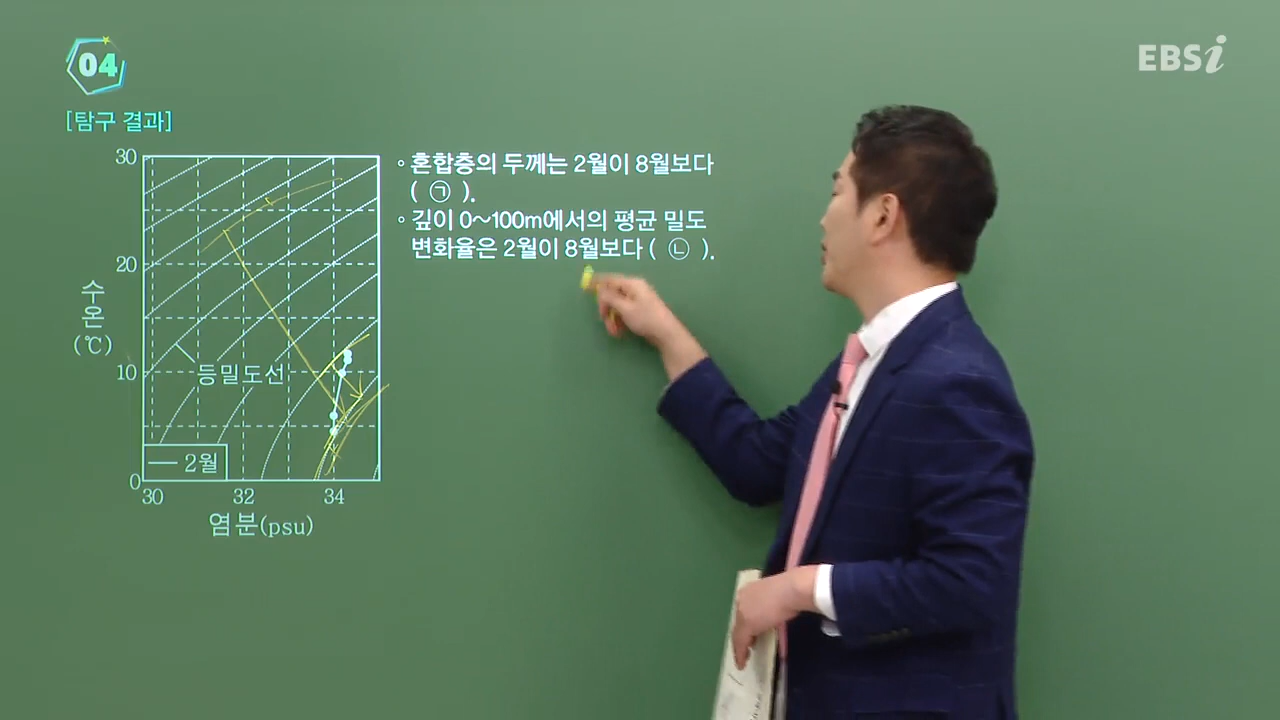 04
EBSi
[탐구 결과]
◦ 혼합층의 두께는 2월이 8월보다
( ㉠ ).
◦ 깊이 0~100m에서의 평균 밀도
변화율은 2월이 8월보다 ( ㉡ ).
30
20
10
0
수온
(℃)
등밀도선
2월
30 32 34
염분(psu)